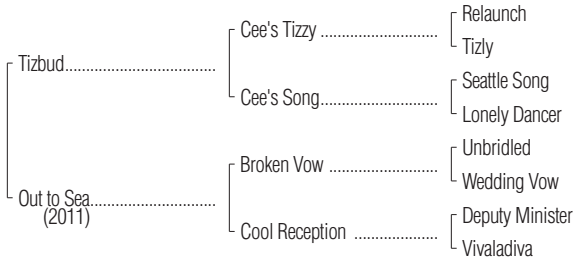 Relaunch
Cee's Tizzy ..............................
Tizly
Tizbud......................................
Seattle Song
Cee's Song..............................
Lonely Dancer
Unbridled
Broken Vow ............................
Wedding Vow
Out to Sea................................
(2011)
Deputy Minister
Cool Reception .....................
Vivaladiva